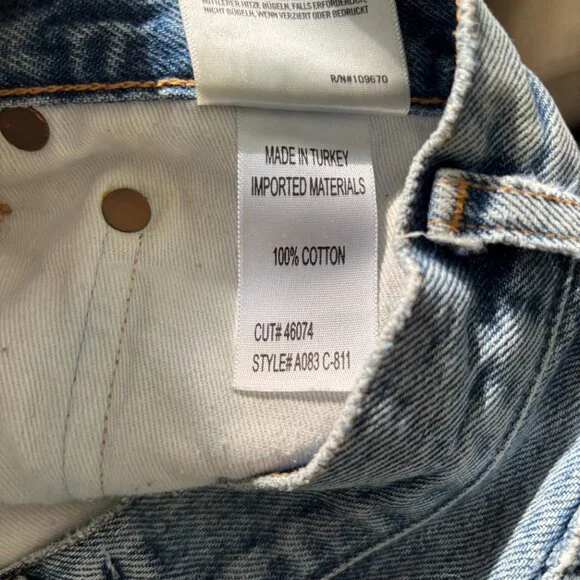 MITTLERER HITZE BÜGELN, FALLS ERFORDERLICH,
NICHT BÜGELN, WENN VERZIERT ODER BEDRUCKT.
R/N#109670
MADE IN TURKEY
IMPORTED MATERIALS
100% COTTON
CUT# 46074
STYLE# A083 C-811